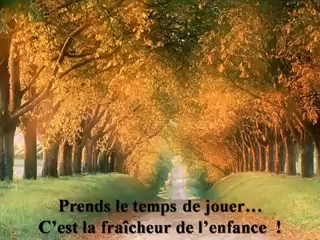 Prends le temps de jouer…
C’est la fraîcheur de l’enfance  !